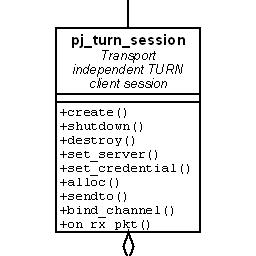 pj_turn_session
Transport
independent TURN
client session
+create()
+shutdown()
+destroy()
+set_server()
+set_credential()
+alloc()
+sendto()
+bind_channel()
+on_rx_pkt()